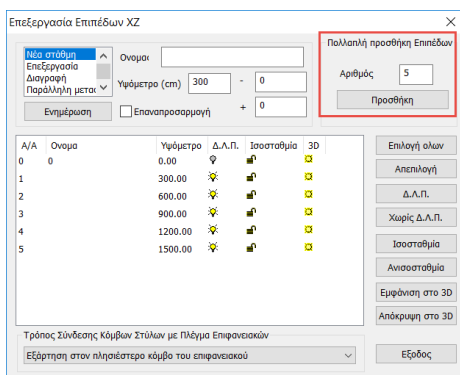 Επεξεργασία Επιπέδων XZ
Νέα στάθμη
Επεξεργασία
Διαγραφή
Παράλληλη μετας
Ενημέρωση
Ονομα
Υψόμετρο (cm) 300 - 0
Επαναπροσαρμογή + 0
Πολλαπλή προσθήκη Επιπέδων
Αριθμός 5
Προσθήκη
Α/Α Ονομα Υψόμετρο Δ.Λ.Π. Ισοσταθμία 3D
0 0 0.00
1 300.00
2 600.00
3 900.00
4 1200.00
5 1500.00
Επιλογή ολων
Απεπιλογή
Δ.Λ.Π.
Χωρίς Δ.Λ.Π.
Ισοσταθμία
Ανισοσταθμία
Εμφάνιση στο 3D
Απόκρυψη στο 3D
Τρόπος Σύνδεσης Κόμβων Στύλων με Πλέγμα Επιφανειακών
Εξάρτηση στον πλησιέστερο κόμβο του επιφανειακού
Εξοδος